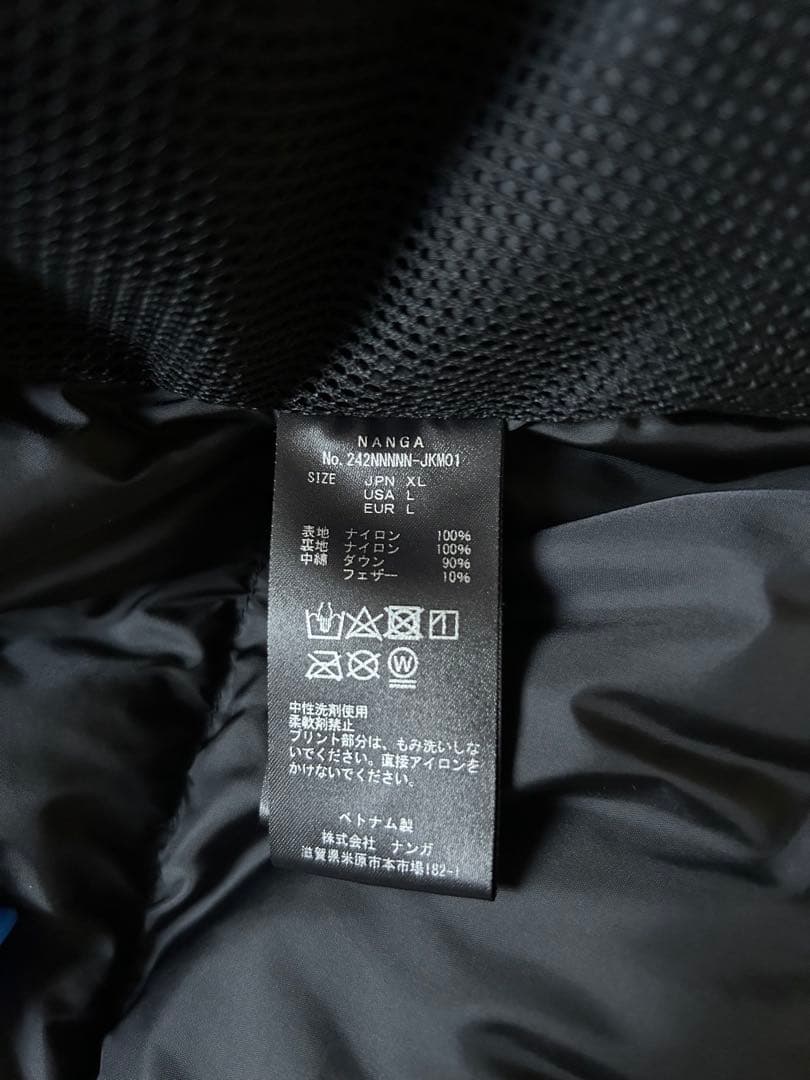 NANGA
No. 242NNNNN-JKM01
SIZE JPN XL
USA L
EUR L
表地 ナイロン 100%
裏地 ナイロン 100%
中綿 ダウン 90%
フェザー 10%
W
中性洗剤使用
柔軟剤禁止
プリント部分は、もみ洗いしな
いでください。直接アイロンを
かけないでください。
ベトナム製
株式会社 ナンガ
滋賀県米原市本市場182-1